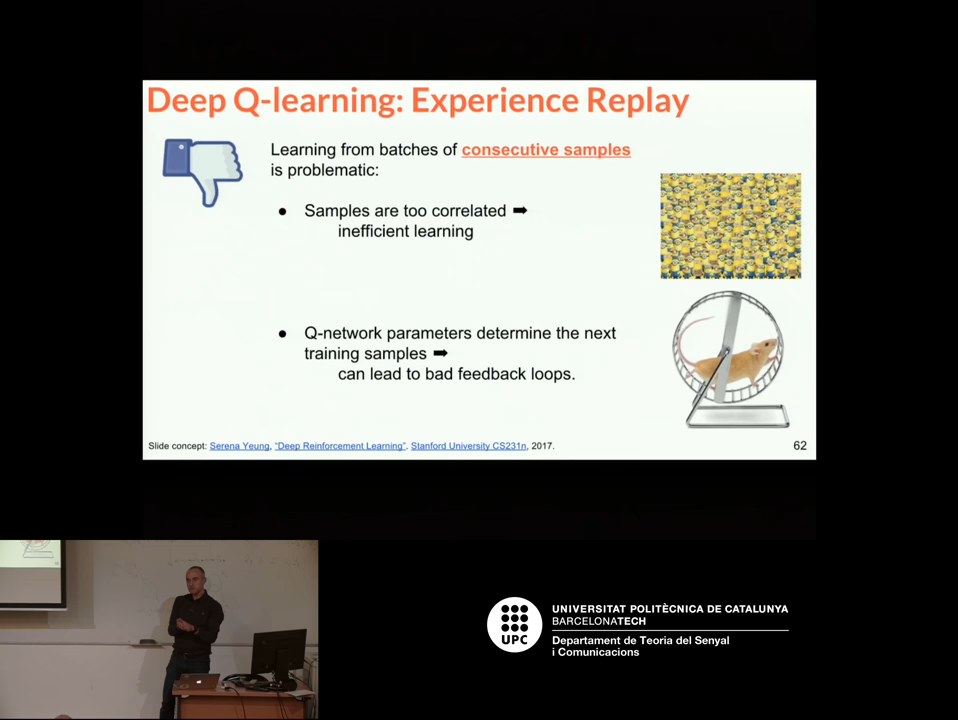 Deep Q-learning: Experience Replay
Learning from batches of consecutive samples
is problematic:
● Samples are too correlated ➡
inefficient learning
● Q-network parameters determine the next
training samples ➡
can lead to bad feedback loops.
Slide concept: Serena Yeung, "Deep Reinforcement Learning". Stanford University CS231n, 2017.
62
UPC
UNIVERSITAT POLITÈCNICA DE CATALUNYA
BARCELONATECH
Departament de Teoria del Senyal
i Comunicacions